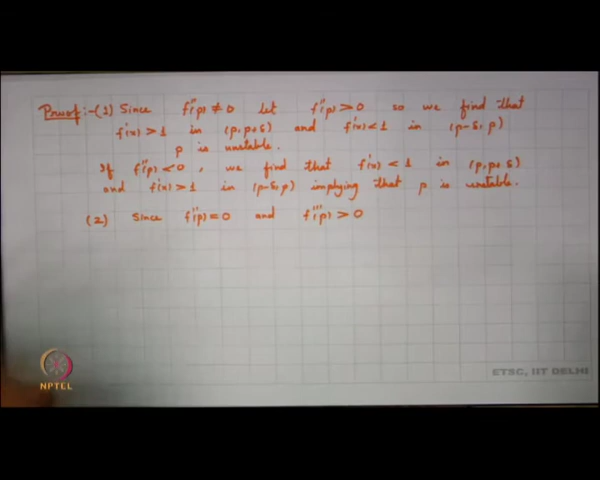 Proof:-(1) Since f''(p) ≠ 0 let f''(p) > 0 so we find that
f'(x) > 1 in (p, p+δ) and f'(x) < 1 in (p-δ, p)
p is unstable.
If f''(p) < 0, we find that f'(x) < 1 in (p, p+δ)
and f'(x) > 1 in (p-δ, p) implying that p is unstable.
(2) Since f''(p) = 0 and f'''(p) > 0
NPTEL
ETSC, IIT DELHI